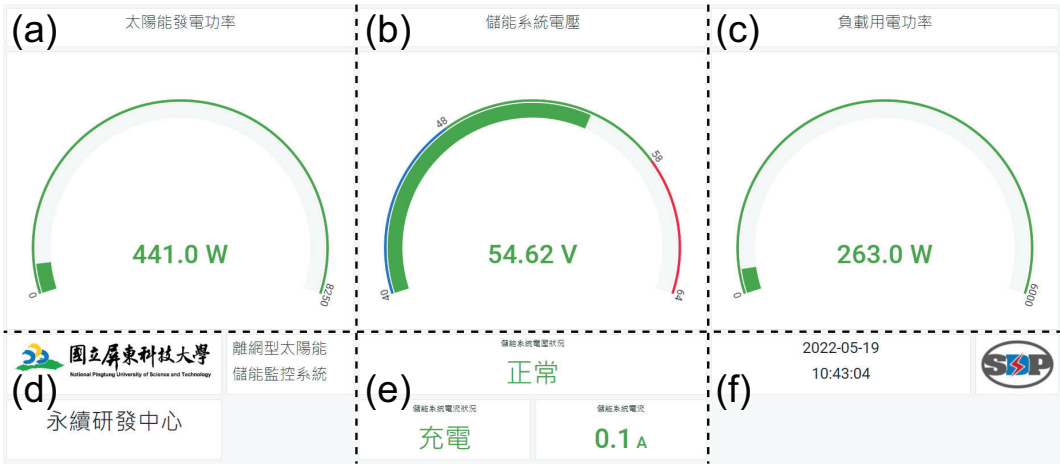 (a)
太陽能發電功率
441.0 W
0
8250
(b)
儲能系統電壓
54.62 V
40
48
58
64
(c)
負載用電功率
263.0 W
0
6000
(d)
國立屏東科技大學
National Pingtung University of Science and Technology
離網型太陽能
儲能監控系統
永續研發中心
(e)
儲能系統電壓狀況
正常
儲能系統電流狀況
充電
儲能系統電流
0.1 A
(f)
2022-05-19
10:43:04
SDP